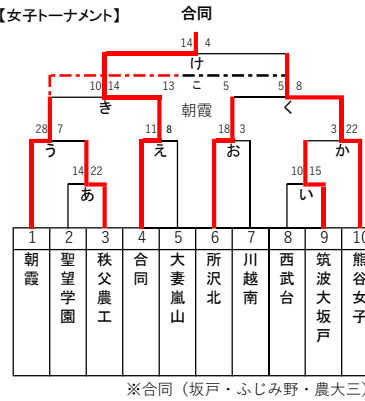 【女子トーナメント】 合同
14 4
け
10 14 13 こ 5 5 8
き 朝霞 く
28 7 11 8 18 3 3 22
う え お か
14 22 10 15
あ い
1 2 3 4 5 6 7 8 9 10
朝霞
聖望学園
秩父農工
合同
大妻嵐山
所沢北
川越南
西武台
筑波大坂戸
熊谷女子
※合同（坂戸・ふじみ野・農大三）